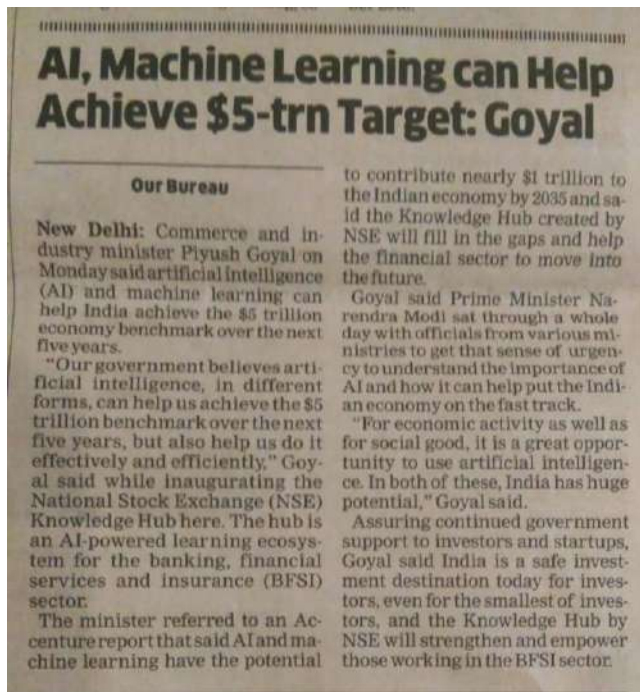 AI, Machine Learning can Help
Achieve $5-trn Target: Goyal
Our Bureau
New Delhi: Commerce and in-
dustry minister Piyush Goyal on
Monday said artificial intelligence
(AI) and machine learning can
help India achieve the $5 trillion
economy benchmark over the next
five years.
"Our government believes arti-
ficial intelligence, in different
forms, can help us achieve the $5
trillion benchmark over the next
five years, but also help us do it
effectively and efficiently," Goy-
al said while inaugurating the
National Stock Exchange (NSE)
Knowledge Hub here. The hub is
an AI-powered learning ecosys-
tem for the banking, financial
services and insurance (BFSI)
sector.
The minister referred to an Ac-
centure report that said AI and ma-
chine learning have the potential
to contribute nearly $1 trillion to
the Indian economy by 2035 and sa-
id the Knowledge Hub created by
NSE will fill in the gaps and help
the financial sector to move into
the future.
Goyal said Prime Minister Na-
rendra Modi sat through a whole
day with officials from various mi-
nistries to get that sense of urgen-
cy to understand the importance of
AI and how it can help put the Indi-
an economy on the fast track.
"For economic activity as well as
for social good, it is a great oppor-
tunity to use artificial intelligen-
ce. In both of these, India has huge
potential," Goyal said.
Assuring continued government
support to investors and startups,
Goyal said India is a safe invest-
ment destination today for inves-
tors, even for the smallest of inves-
tors, and the Knowledge Hub by
NSE will strengthen and empower
those working in the BFSI sector.